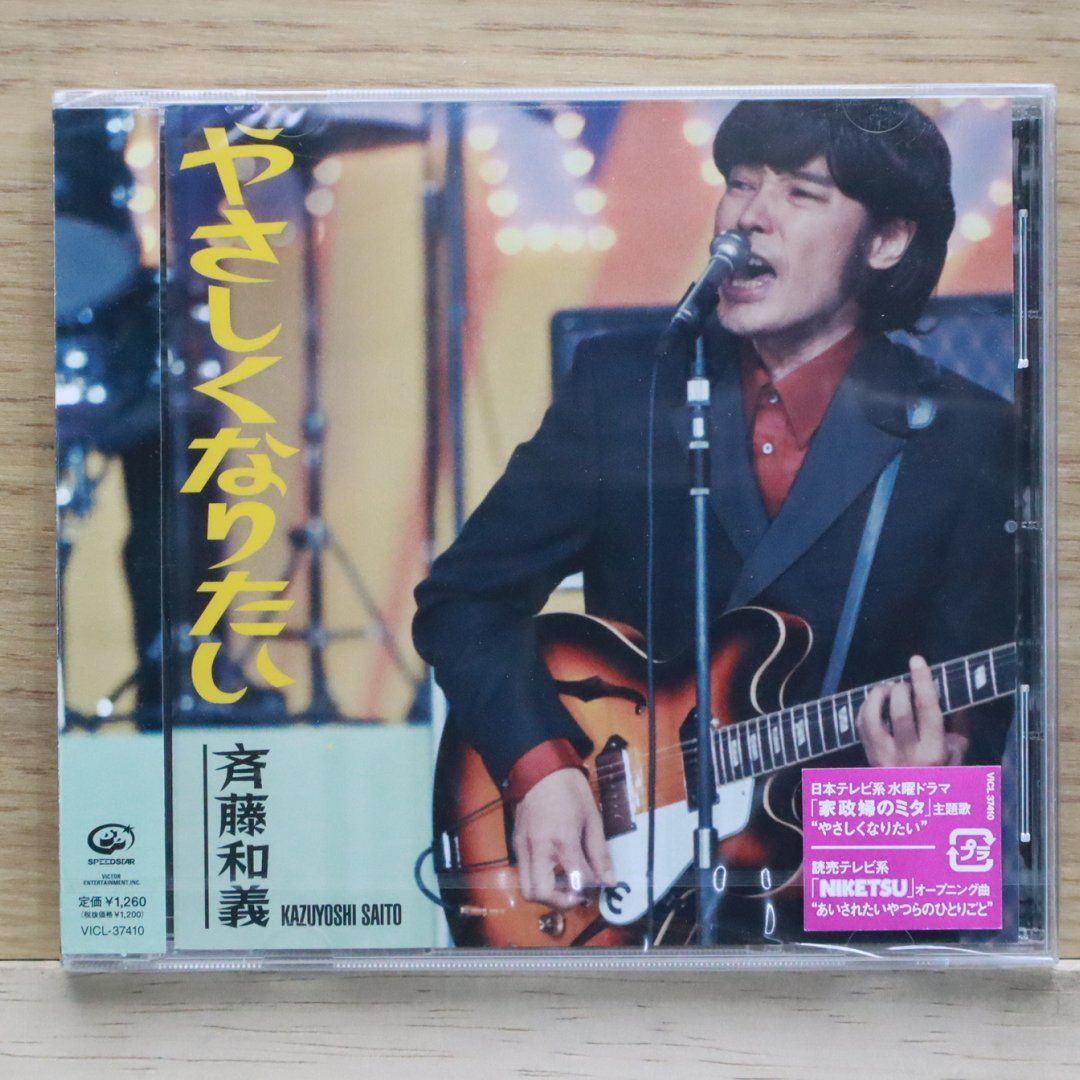 やさしくなりたい
斉藤和義
KAZUYOSHI SAITO
SPEEDSTAR
VICTOR
ENTERTAINMENT, INC.
定価 ¥1,260
(税抜価格 ¥1,200)
VICL-37410
日本テレビ系 水曜ドラマ
「家政婦のミタ」主題歌
“やさしくなりたい”
読売テレビ系
「NIKETSU」オープニング曲
“あいされたいやつらのひとりごと”
VICL 37410
プラ